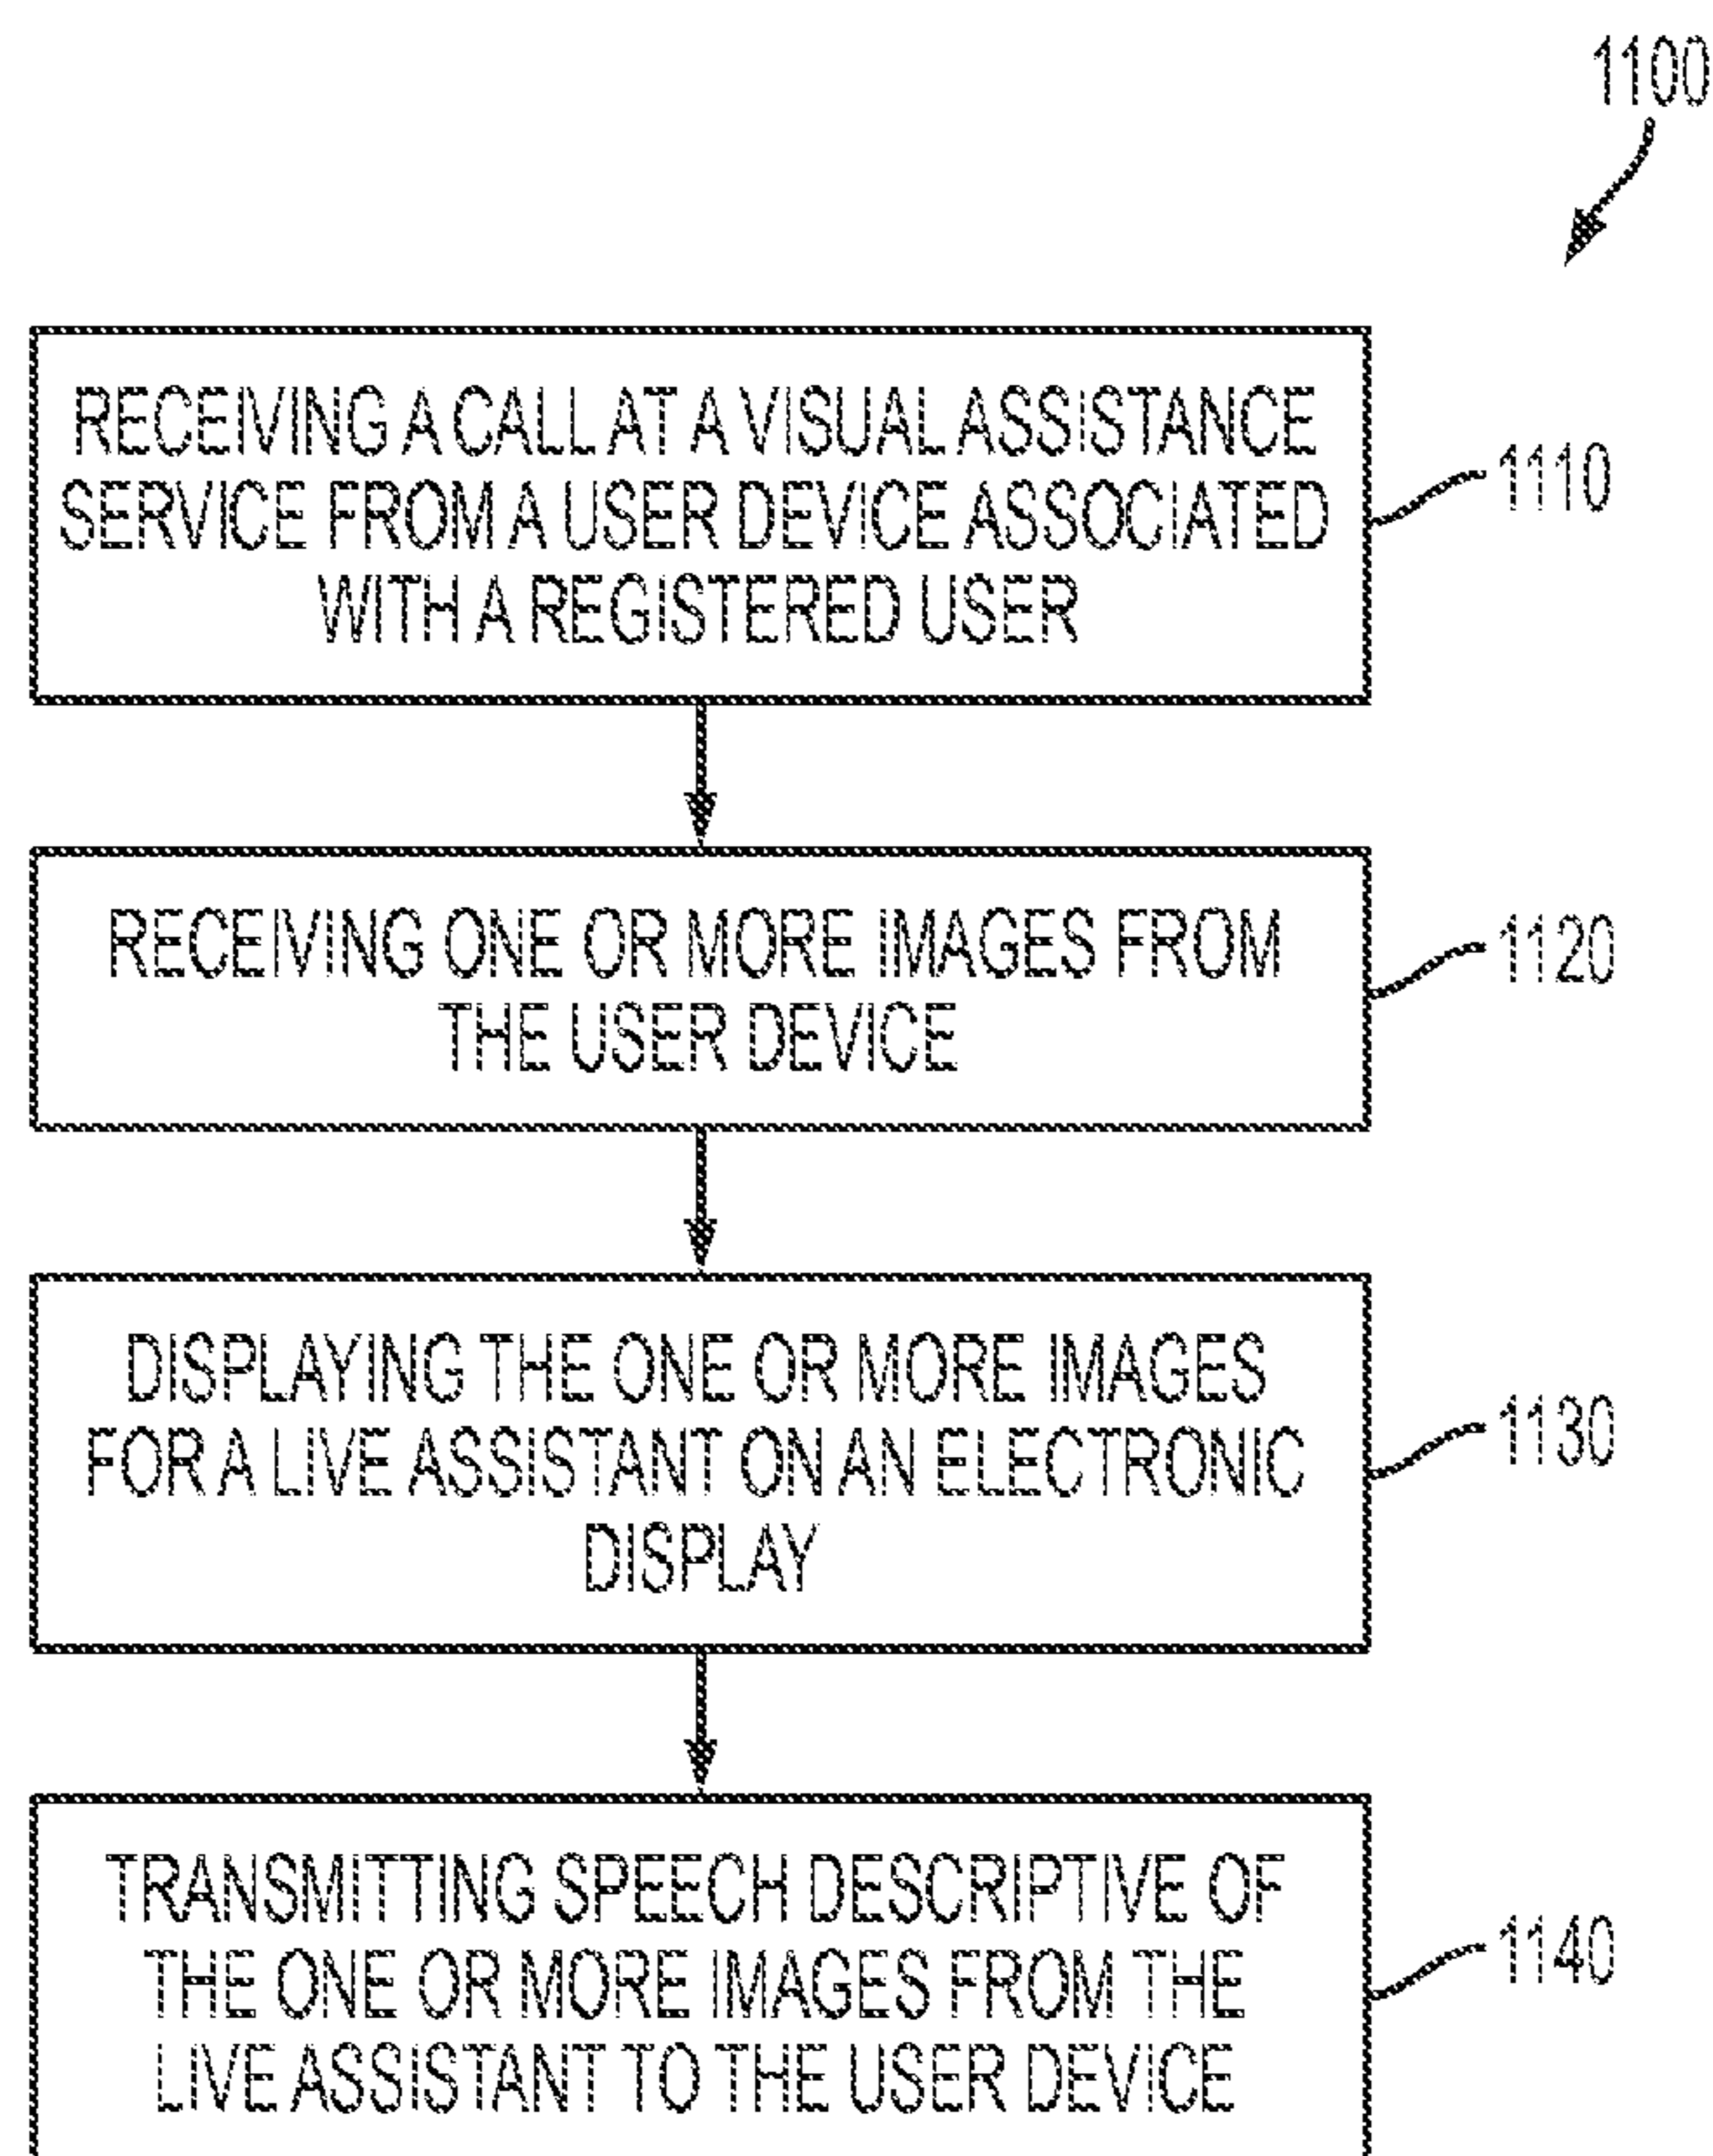 1100
RECEIVING A CALL AT A VISUAL ASSISTANCE
SERVICE FROM A USER DEVICE ASSOCIATED
WITH A REGISTERED USER
1110
RECEIVING ONE OR MORE IMAGES FROM
THE USER DEVICE
1120
DISPLAYING THE ONE OR MORE IMAGES
FOR A LIVE ASSISTANT ON AN ELECTRONIC
DISPLAY
1130
TRANSMITTING SPEECH DESCRIPTIVE OF
THE ONE OR MORE IMAGES FROM THE
LIVE ASSISTANT TO THE USER DEVICE
1140